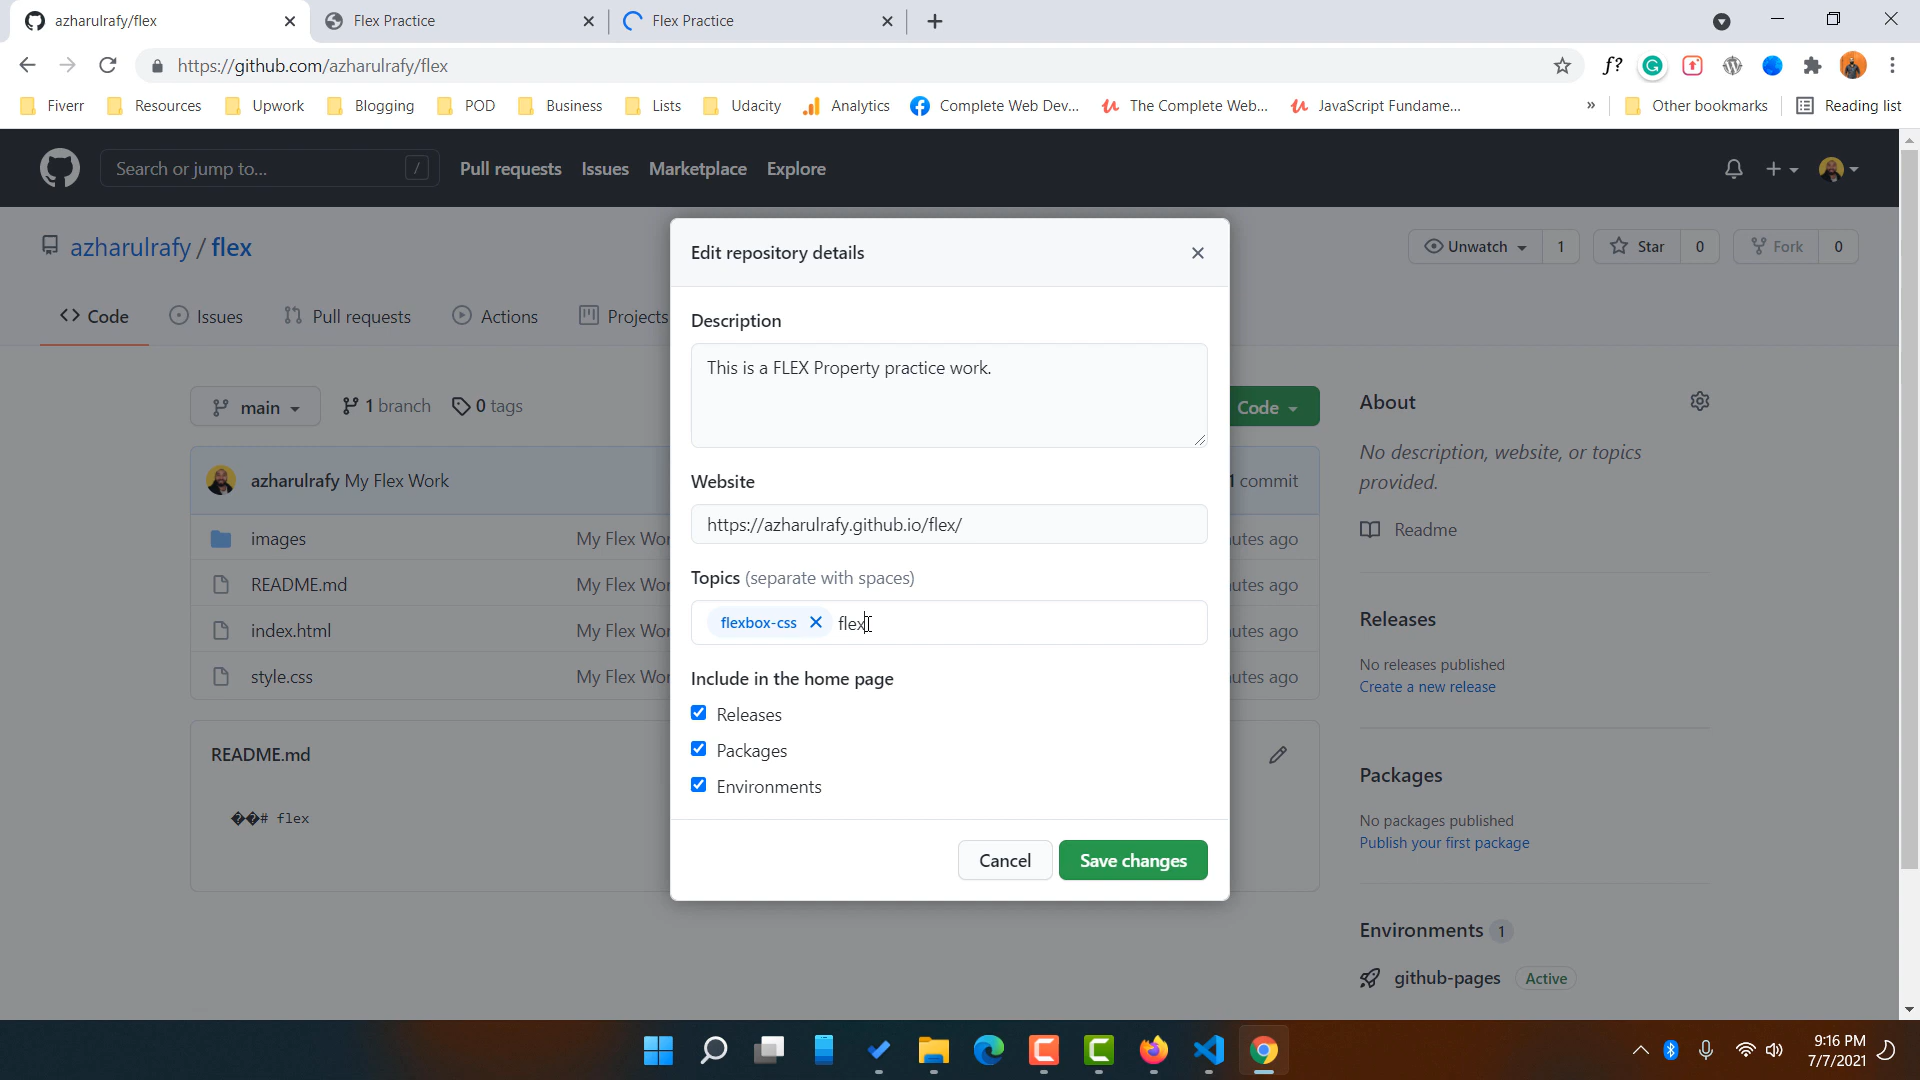 azharulrafy/flex
Flex Practice
Flex Practice
https://github.com/azharulrafy/flex
f?
Fiverr
Resources
Upwork
Blogging
POD
Business
Lists
Udacity
Analytics
Complete Web Dev...
The Complete Web...
JavaScript Fundame...
»
Other bookmarks
Reading list
Search or jump to...
/
Pull requests
Issues
Marketplace
Explore
azharulrafy / flex
Unwatch
1
Star
0
Fork
0
Code
Issues
Pull requests
Actions
Projects
main
1 branch
0 tags
Code
azharulrafy My Flex Work
1 commit
images
My Flex Wor
utes ago
README.md
My Flex Wor
utes ago
index.html
My Flex Wor
utes ago
style.css
My Flex Wor
utes ago
README.md
��# flex
Edit repository details
Description
This is a FLEX Property practice work.
Website
https://azharulrafy.github.io/flex/
Topics (separate with spaces)
flexbox-css
flex
Include in the home page
Releases
Packages
Environments
Cancel
Save changes
About
No description, website, or topics
provided.
Readme
Releases
No releases published
Create a new release
Packages
No packages published
Publish your first package
Environments 1
github-pages
Active
9:16 PM
7/7/2021